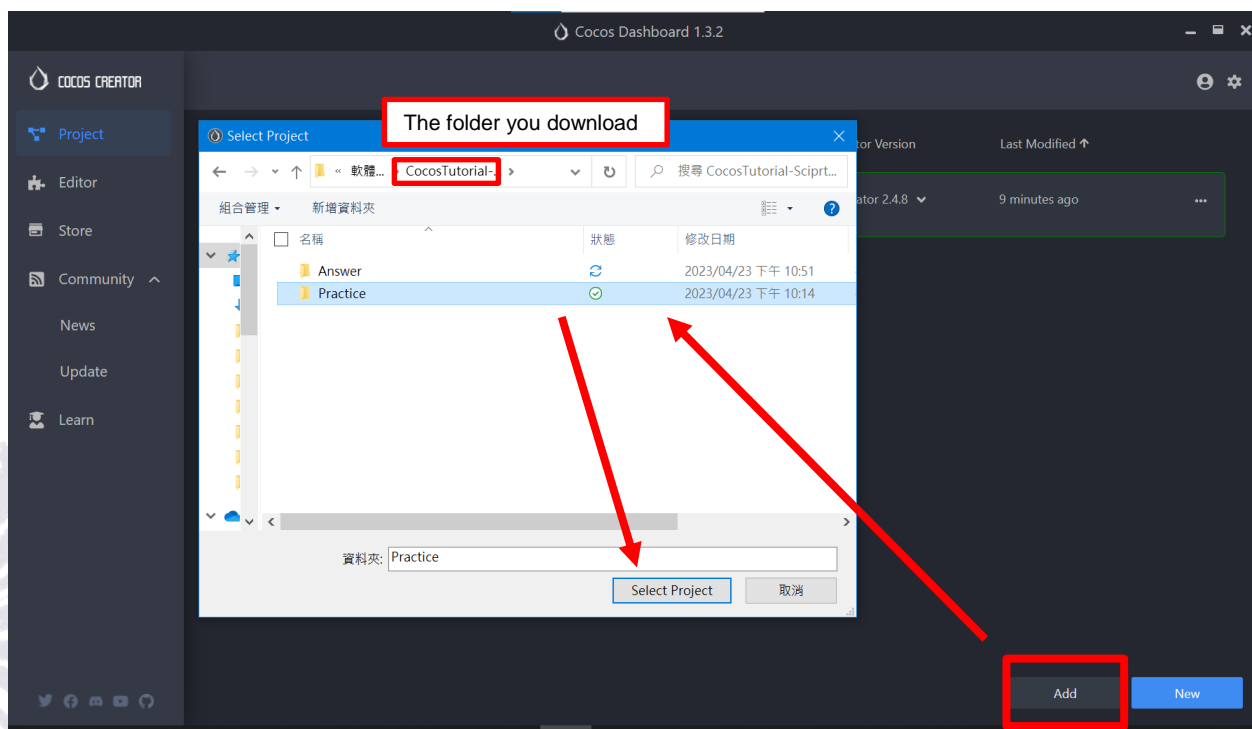 Cocos Dashboard 1.3.2
COCOS CREATOR
Project
Editor
Store
Community
News
Update
Learn
The folder you download
Select Project
« 軟體... › CocosTutorial-... ›
搜尋 CocosTutorial-Sciprt...
組合管理
新增資料夾
名稱
狀態
修改日期
Answer
2023/04/23 下午 10:51
Practice
2023/04/23 下午 10:14
資料夾:
Practice
Select Project
取消
tor Version
Last Modified
ator 2.4.8
9 minutes ago
...
Add
New